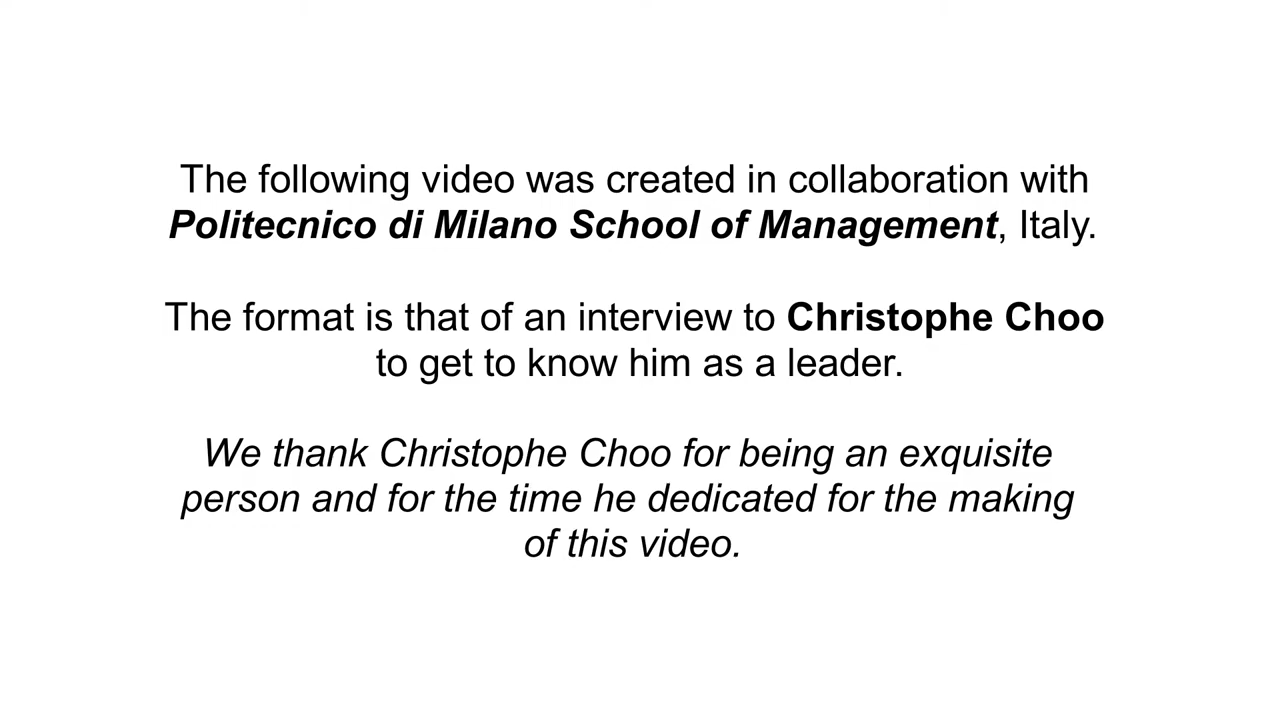 The following video was created in collaboration with
Politecnico di Milano School of Management, Italy.
The format is that of an interview to Christophe Choo
to get to know him as a leader.
We thank Christophe Choo for being an exquisite
person and for the time he dedicated for the making
of this video.